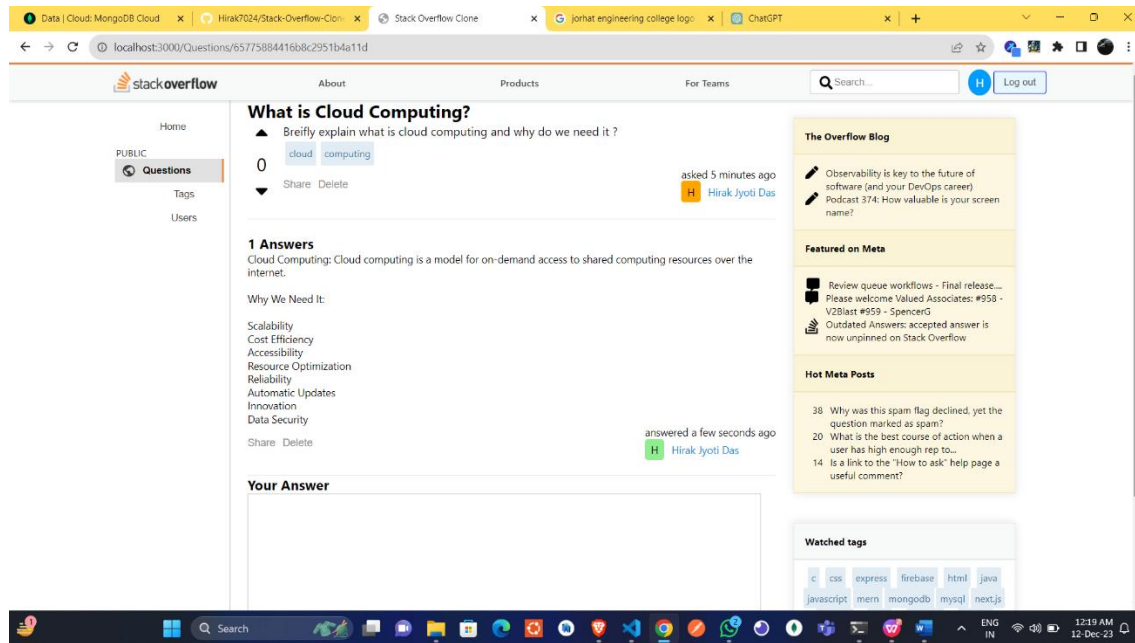 Data | Cloud: MongoDB Cloud
Hirak7024/Stack-Overflow-Clone
Stack Overflow Clone
jorhat engineering college logo
ChatGPT
localhost:3000/Questions/65775884416b8c2951b4a11d
stackoverflow
About
Products
For Teams
Search...
H
Log out
Home
PUBLIC
Questions
Tags
Users
What is Cloud Computing?
Breifly explain what is cloud computing and why do we need it ?
0
cloud computing
Share Delete
asked 5 minutes ago
H Hirak Jyoti Das
1 Answers
Cloud Computing: Cloud computing is a model for on-demand access to shared computing resources over the
internet.
Why We Need It:
Scalability
Cost Efficiency
Accessibility
Resource Optimization
Reliability
Automatic Updates
Innovation
Data Security
Share Delete
answered a few seconds ago
H Hirak Jyoti Das
Your Answer
The Overflow Blog
Observability is key to the future of
software (and your DevOps career)
Podcast 374: How valuable is your screen
name?
Featured on Meta
Review queue workflows - Final release....
Please welcome Valued Associates: #958 -
V2Blast #959 - SpencerG
Outdated Answers: accepted answer is
now unpinned on Stack Overflow
Hot Meta Posts
38 Why was this spam flag declined, yet the
question marked as spam?
20 What is the best course of action when a
user has high enough rep to...
14 Is a link to the "How to ask" help page a
useful comment?
Watched tags
c css express firebase html java
javascript mern mongodb mysql next.js
Search
ENG
IN
12:19 AM
12-Dec-23